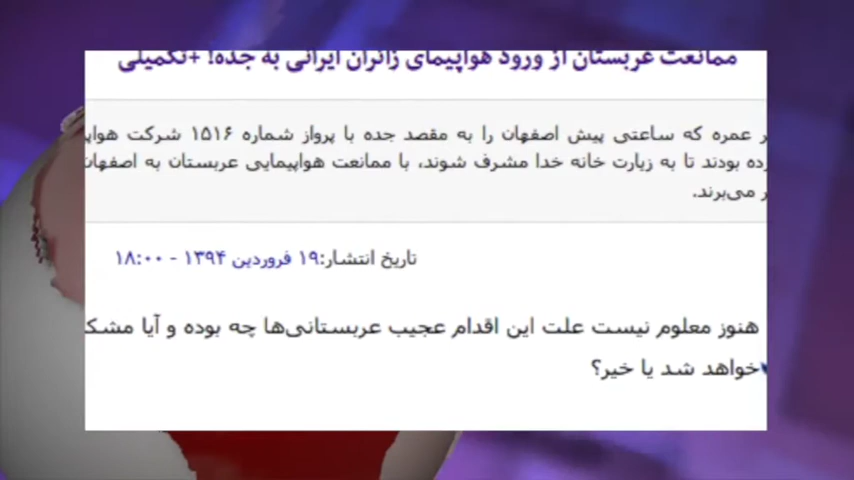 ممانعت عربستان از ورود هواپیمای زائران ایرانی به جده! +تکمیلی
ر عمره که ساعتی پیش اصفهان را به مقصد جده با پرواز شماره ۱۵۱۶ شرکت هواپ
ده بودند تا به زیارت خانه خدا مشرف شوند، با ممانعت هواپیمایی عربستان به اصفهان
ر می‌برند.
تاریخ انتشار:۱۹ فروردین ۱۳۹۴ - ۱۸:۰۰
هنوز معلوم نیست علت این اقدام عجیب عربستانی‌ها چه بوده و آیا مشک
خواهد شد یا خیر؟